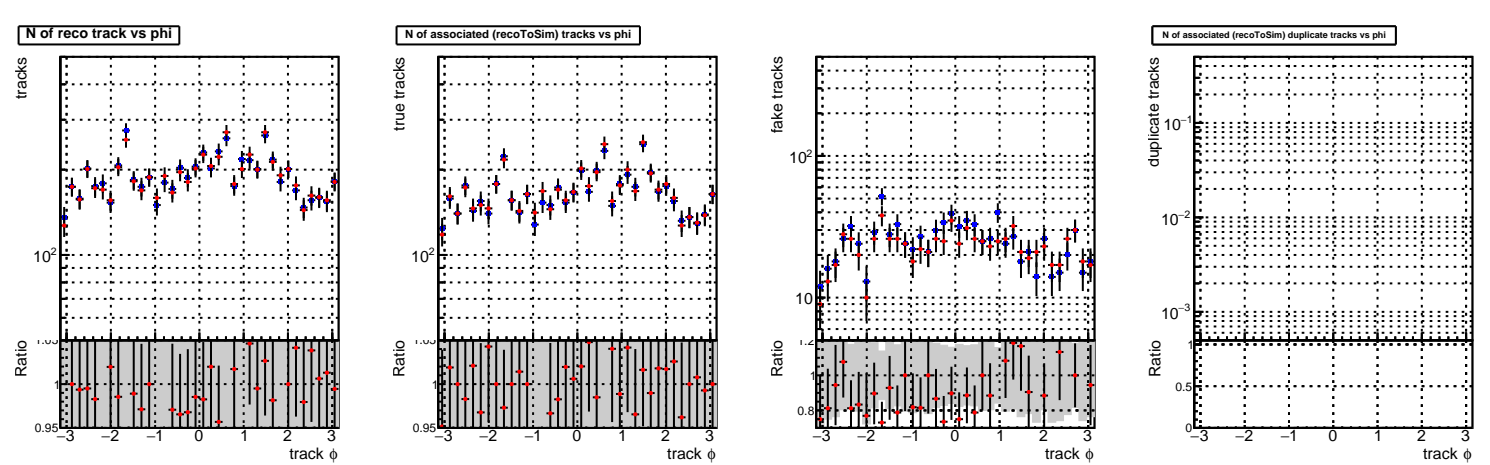 N of reco track vs phi
tracks
10²
Ratio
1.05
1
0.95
−3 −2 −1 0 1 2 3
track ϕ
N of associated (recoToSim) tracks vs phi
true tracks
10²
Ratio
1.05
1
0.95
−3 −2 −1 0 1 2 3
track ϕ
fake tracks
10²
10
Ratio
1.2
1
0.8
−3 −2 −1 0 1 2 3
track ϕ
N of associated (recoToSim) duplicate tracks vs phi
duplicate tracks
10⁻¹
10⁻²
10⁻³
Ratio
1
0.5
0
−3 −2 −1 0 1 2 3
track ϕ